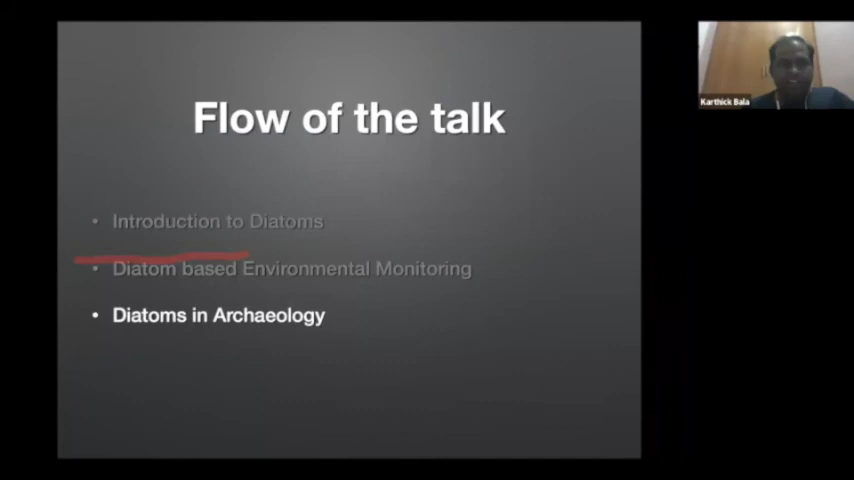 Flow of the talk
• Introduction to Diatoms
• Diatom based Environmental Monitoring
• Diatoms in Archaeology
Karthick Bala